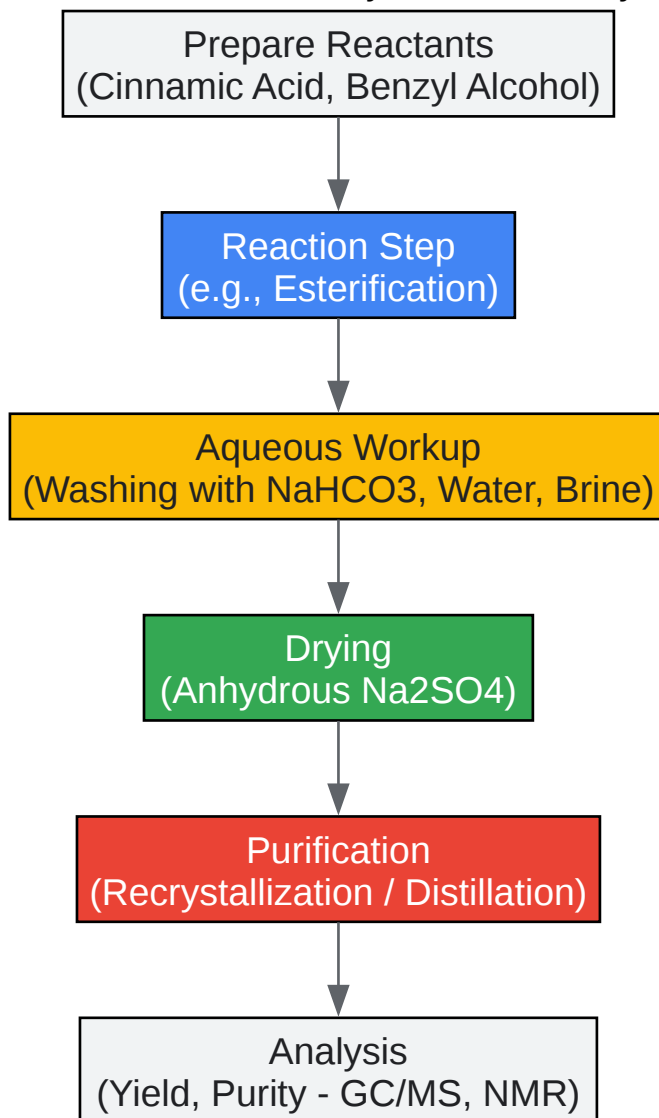 Prepare Reactants
(Cinnamic Acid, Benzyl Alcohol)
Reaction Step
(e.g., Esterification)
Aqueous Workup
(Washing with NaHCO3, Water, Brine)
Drying
(Anhydrous Na2SO4)
Purification
(Recrystallization / Distillation)
Analysis
(Yield, Purity - GC/MS, NMR)